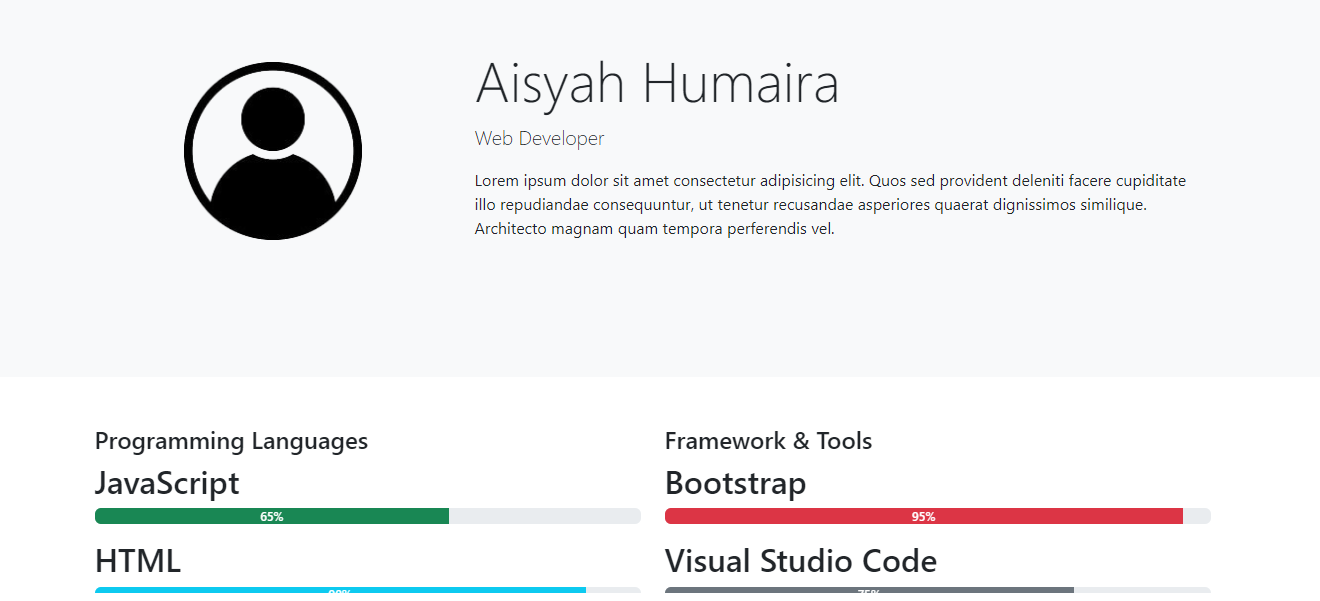 Aisyah Humaira
Web Developer
Lorem ipsum dolor sit amet consectetur adipisicing elit. Quos sed provident deleniti facere cupiditate
illo repudiandae consequuntur, ut tenetur recusandae asperiores quaerat dignissimos similique.
Architecto magnam quam tempora perferendis vel.
Programming Languages
JavaScript
65%
HTML
90%
Framework & Tools
Bootstrap
95%
Visual Studio Code
75%